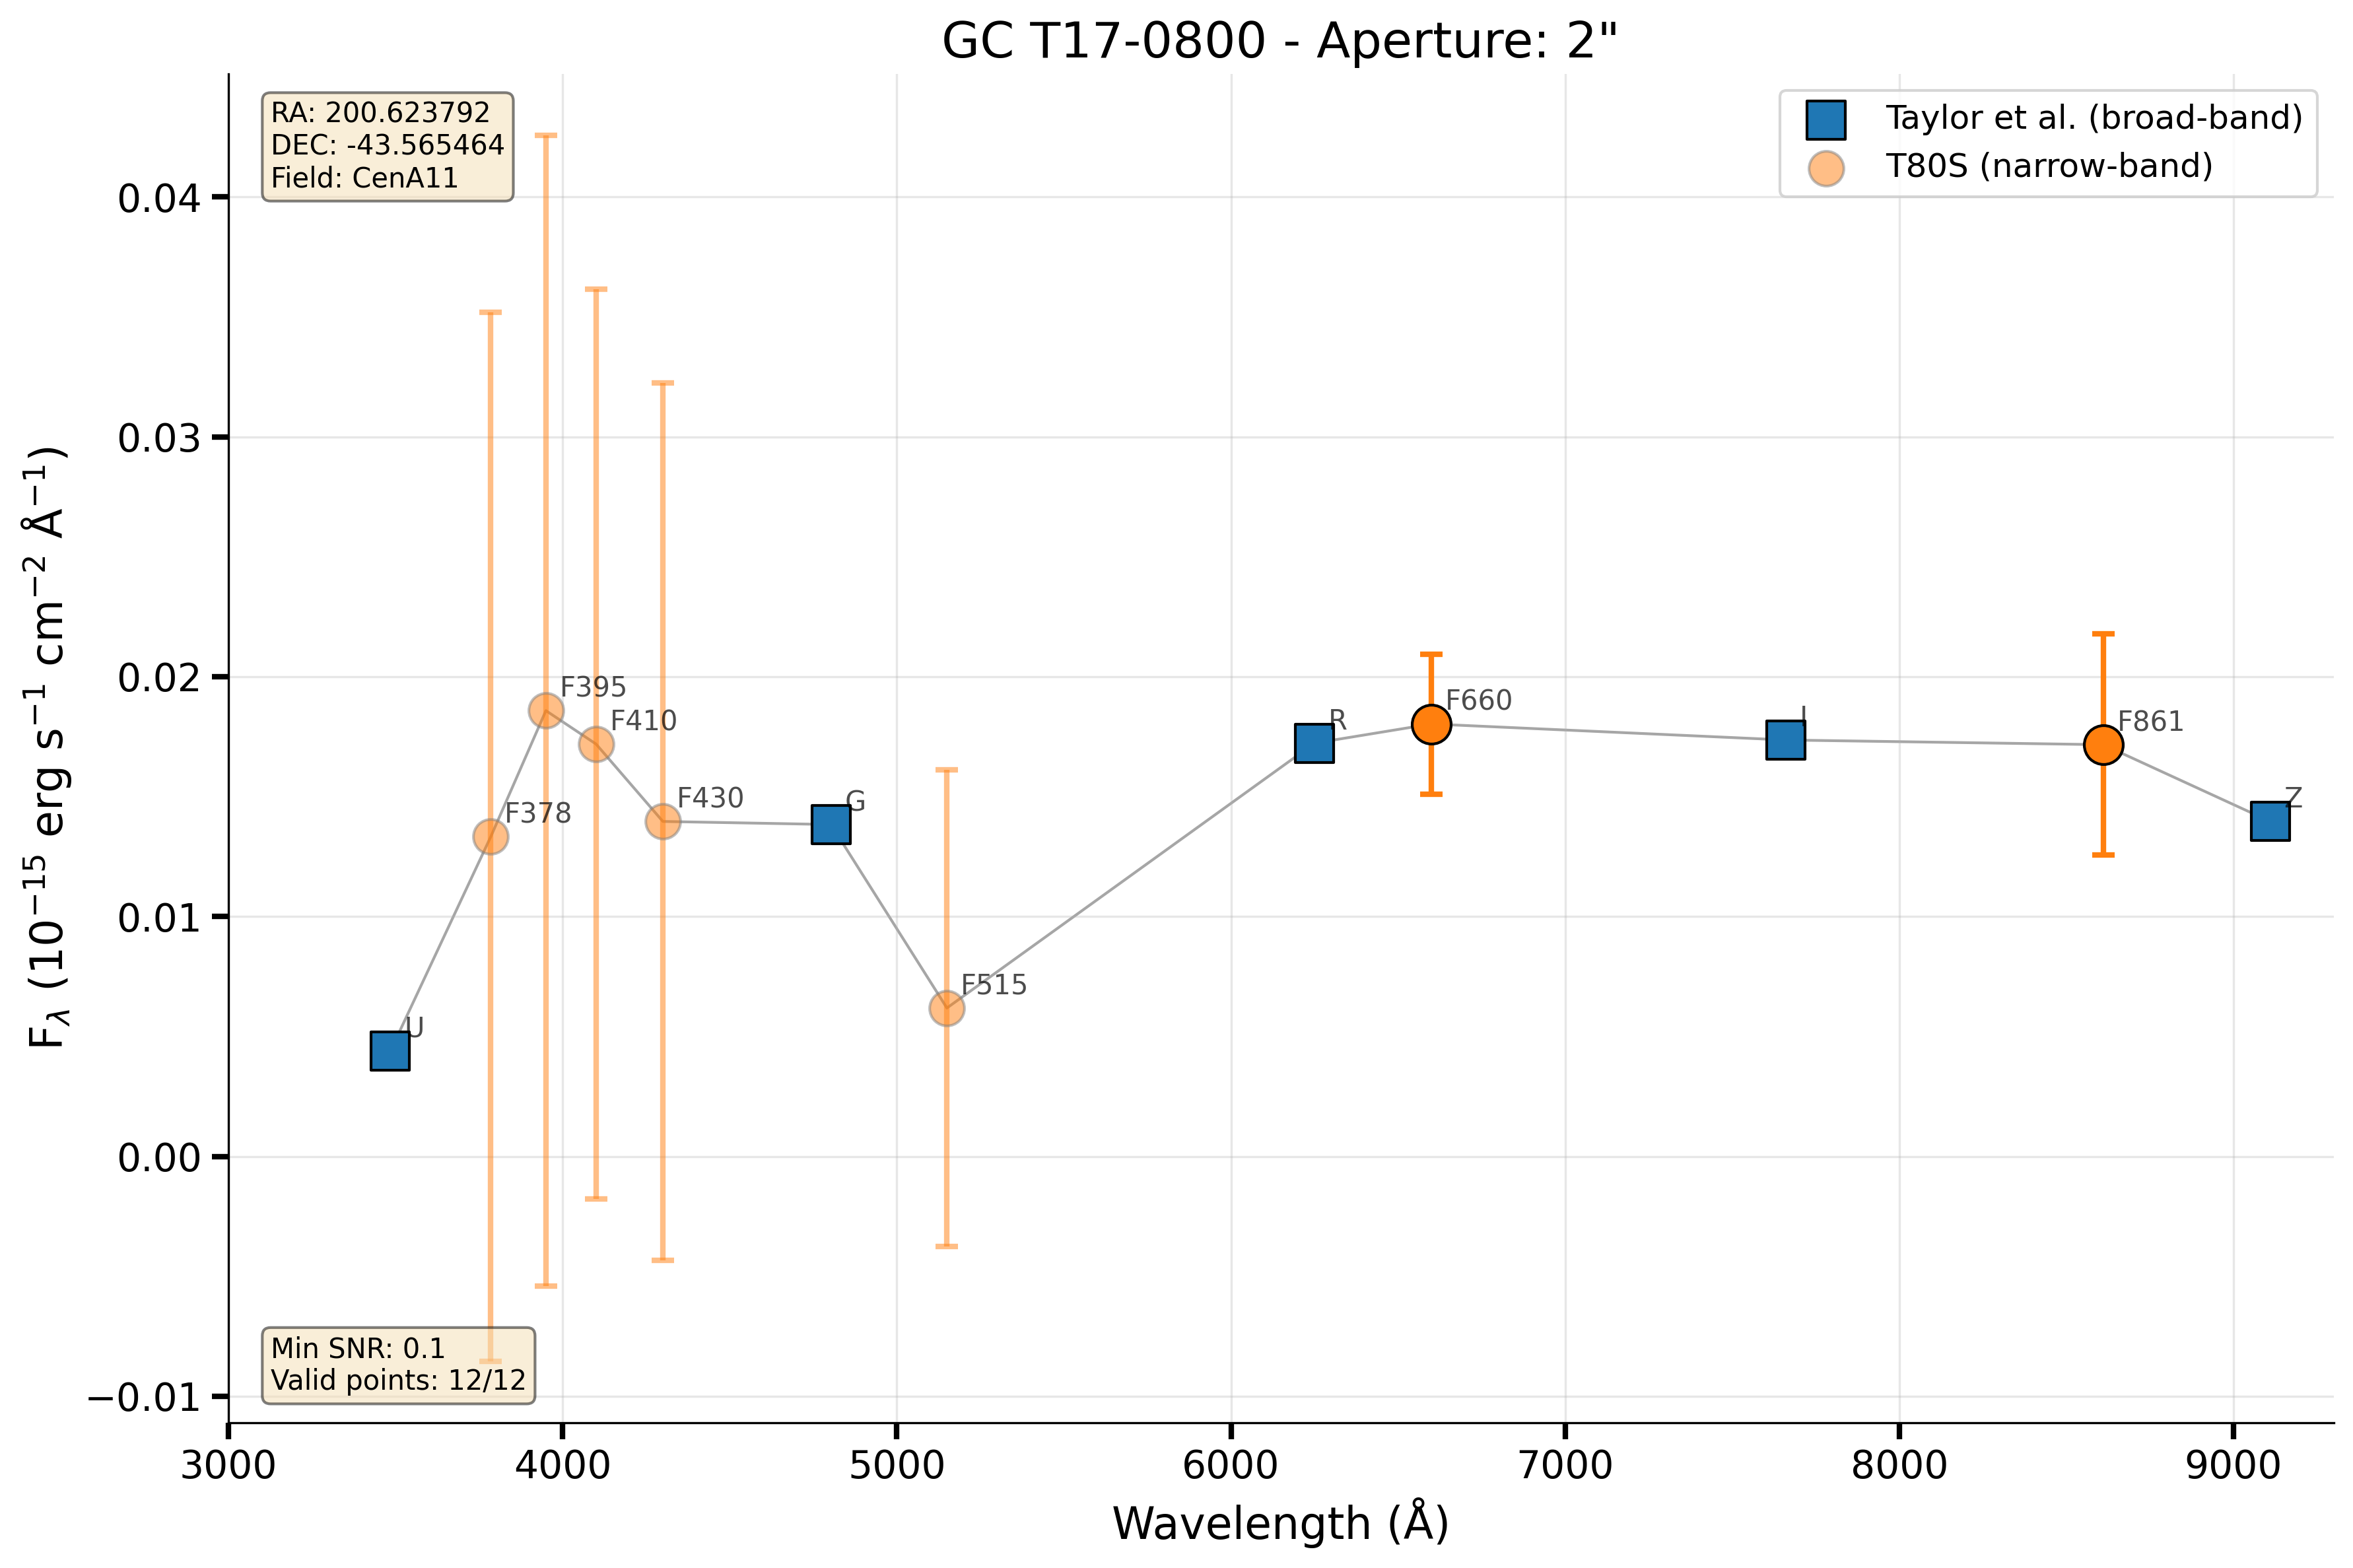 GC T17-0800 - Aperture: 2"
RA: 200.623792
DEC: -43.565464
Field: CenA11
Taylor et al. (broad-band)
T80S (narrow-band)
0.04
0.03
0.02
0.01
0.00
−0.01
F$_{λ}$ (10$^{−15}$ erg s$^{−1}$ cm$^{−2}$ Å$^{−1}$)
U
F378
F395
F410
F430
G
F515
R
F660
I
F861
Z
Min SNR: 0.1
Valid points: 12/12
3000 4000 5000 6000 7000 8000 9000
Wavelength (Å)